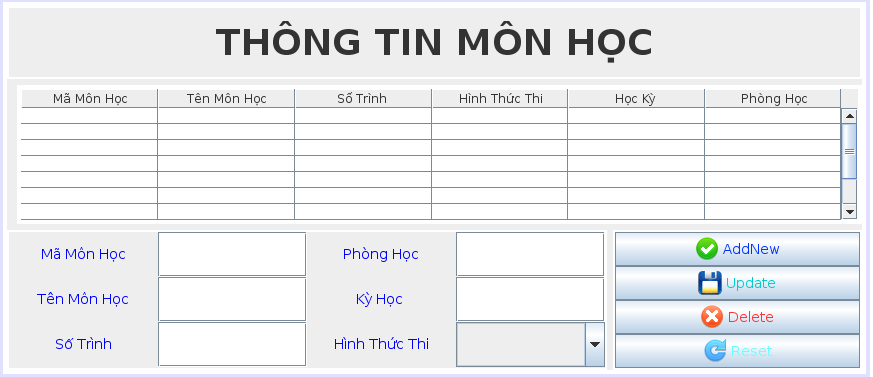 THÔNG TIN MÔN HỌC
Mã Môn Học Tên Môn Học Số Trình Hình Thức Thi Học Kỳ Phòng Học
Mã Môn Học Phòng Học AddNew
Tên Môn Học Kỳ Học Update
Số Trình Hình Thức Thi Delete
Reset